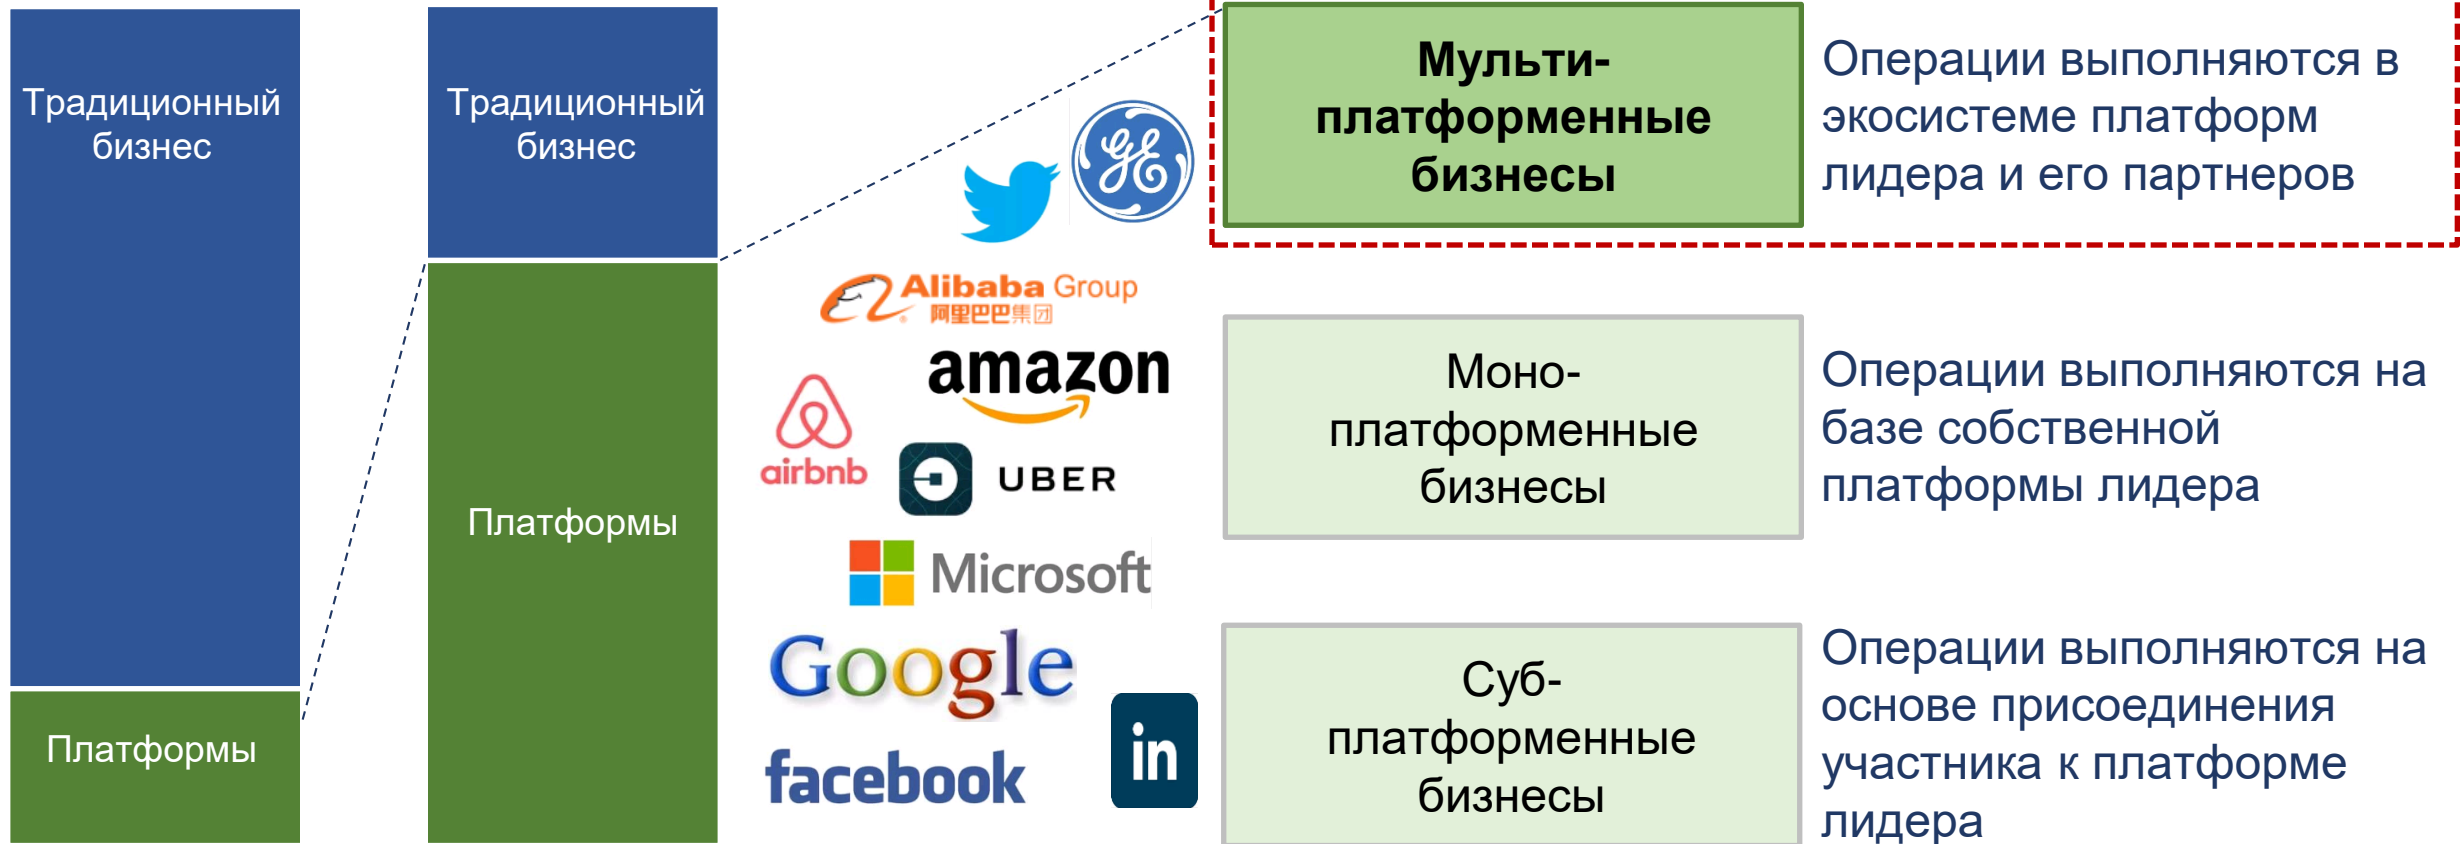 Традиционный
бизнес
Платформы
Традиционный
бизнес
Платформы
GE
Alibaba Group
阿里巴巴集团
amazon
airbnb
UBER
Microsoft
Google
facebook
in
Мульти-
платформенные
бизнесы
Операции выполняются в
экосистеме платформ
лидера и его партнеров
Моно-
платформенные
бизнесы
Операции выполняются на
базе собственной
платформы лидера
Суб-
платформенные
бизнесы
Операции выполняются на
основе присоединения
участника к платформе
лидера